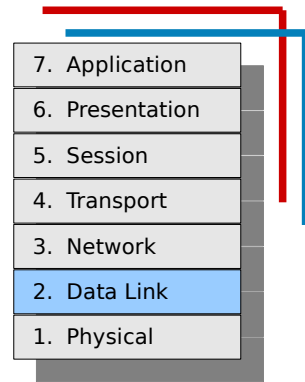 7. Application
6. Presentation
5. Session
4. Transport
3. Network
2. Data Link
1. Physical